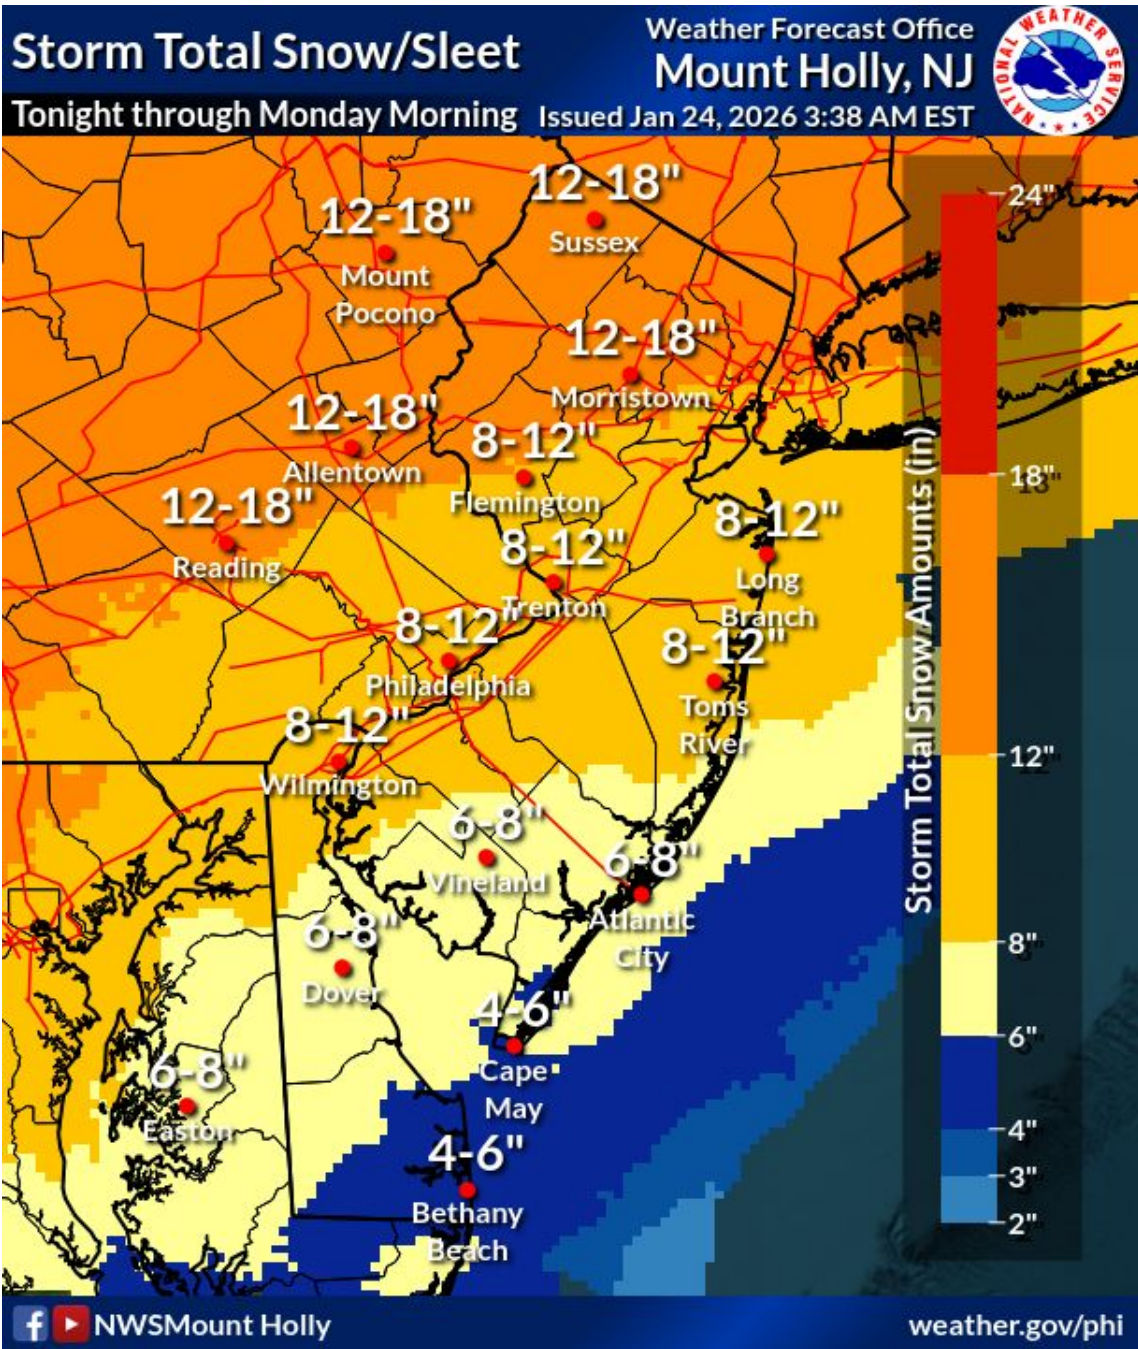 Storm Total Snow/Sleet
Tonight through Monday Morning
Weather Forecast Office
Mount Holly, NJ
Issued Jan 24, 2026 3:38 AM EST
NATIONAL WEATHER SERVICE
12-18"
Sussex
12-18"
Mount
Pocono
12-18"
Morristown
12-18"
Allentown
8-12"
Flemington
12-18"
Reading
8-12"
Trenton
8-12"
Long
Branch
8-12"
Philadelphia
8-12"
Toms
River
8-12"
Wilmington
6-8"
Vineland
6-8"
Atlantic
City
6-8"
Dover
4-6"
Cape
May
6-8"
Easton
4-6"
Bethany
Beach
Storm Total Snow Amounts (in)
24"
18"
12"
8"
6"
4"
3"
2"
NWSMount Holly
weather.gov/phi